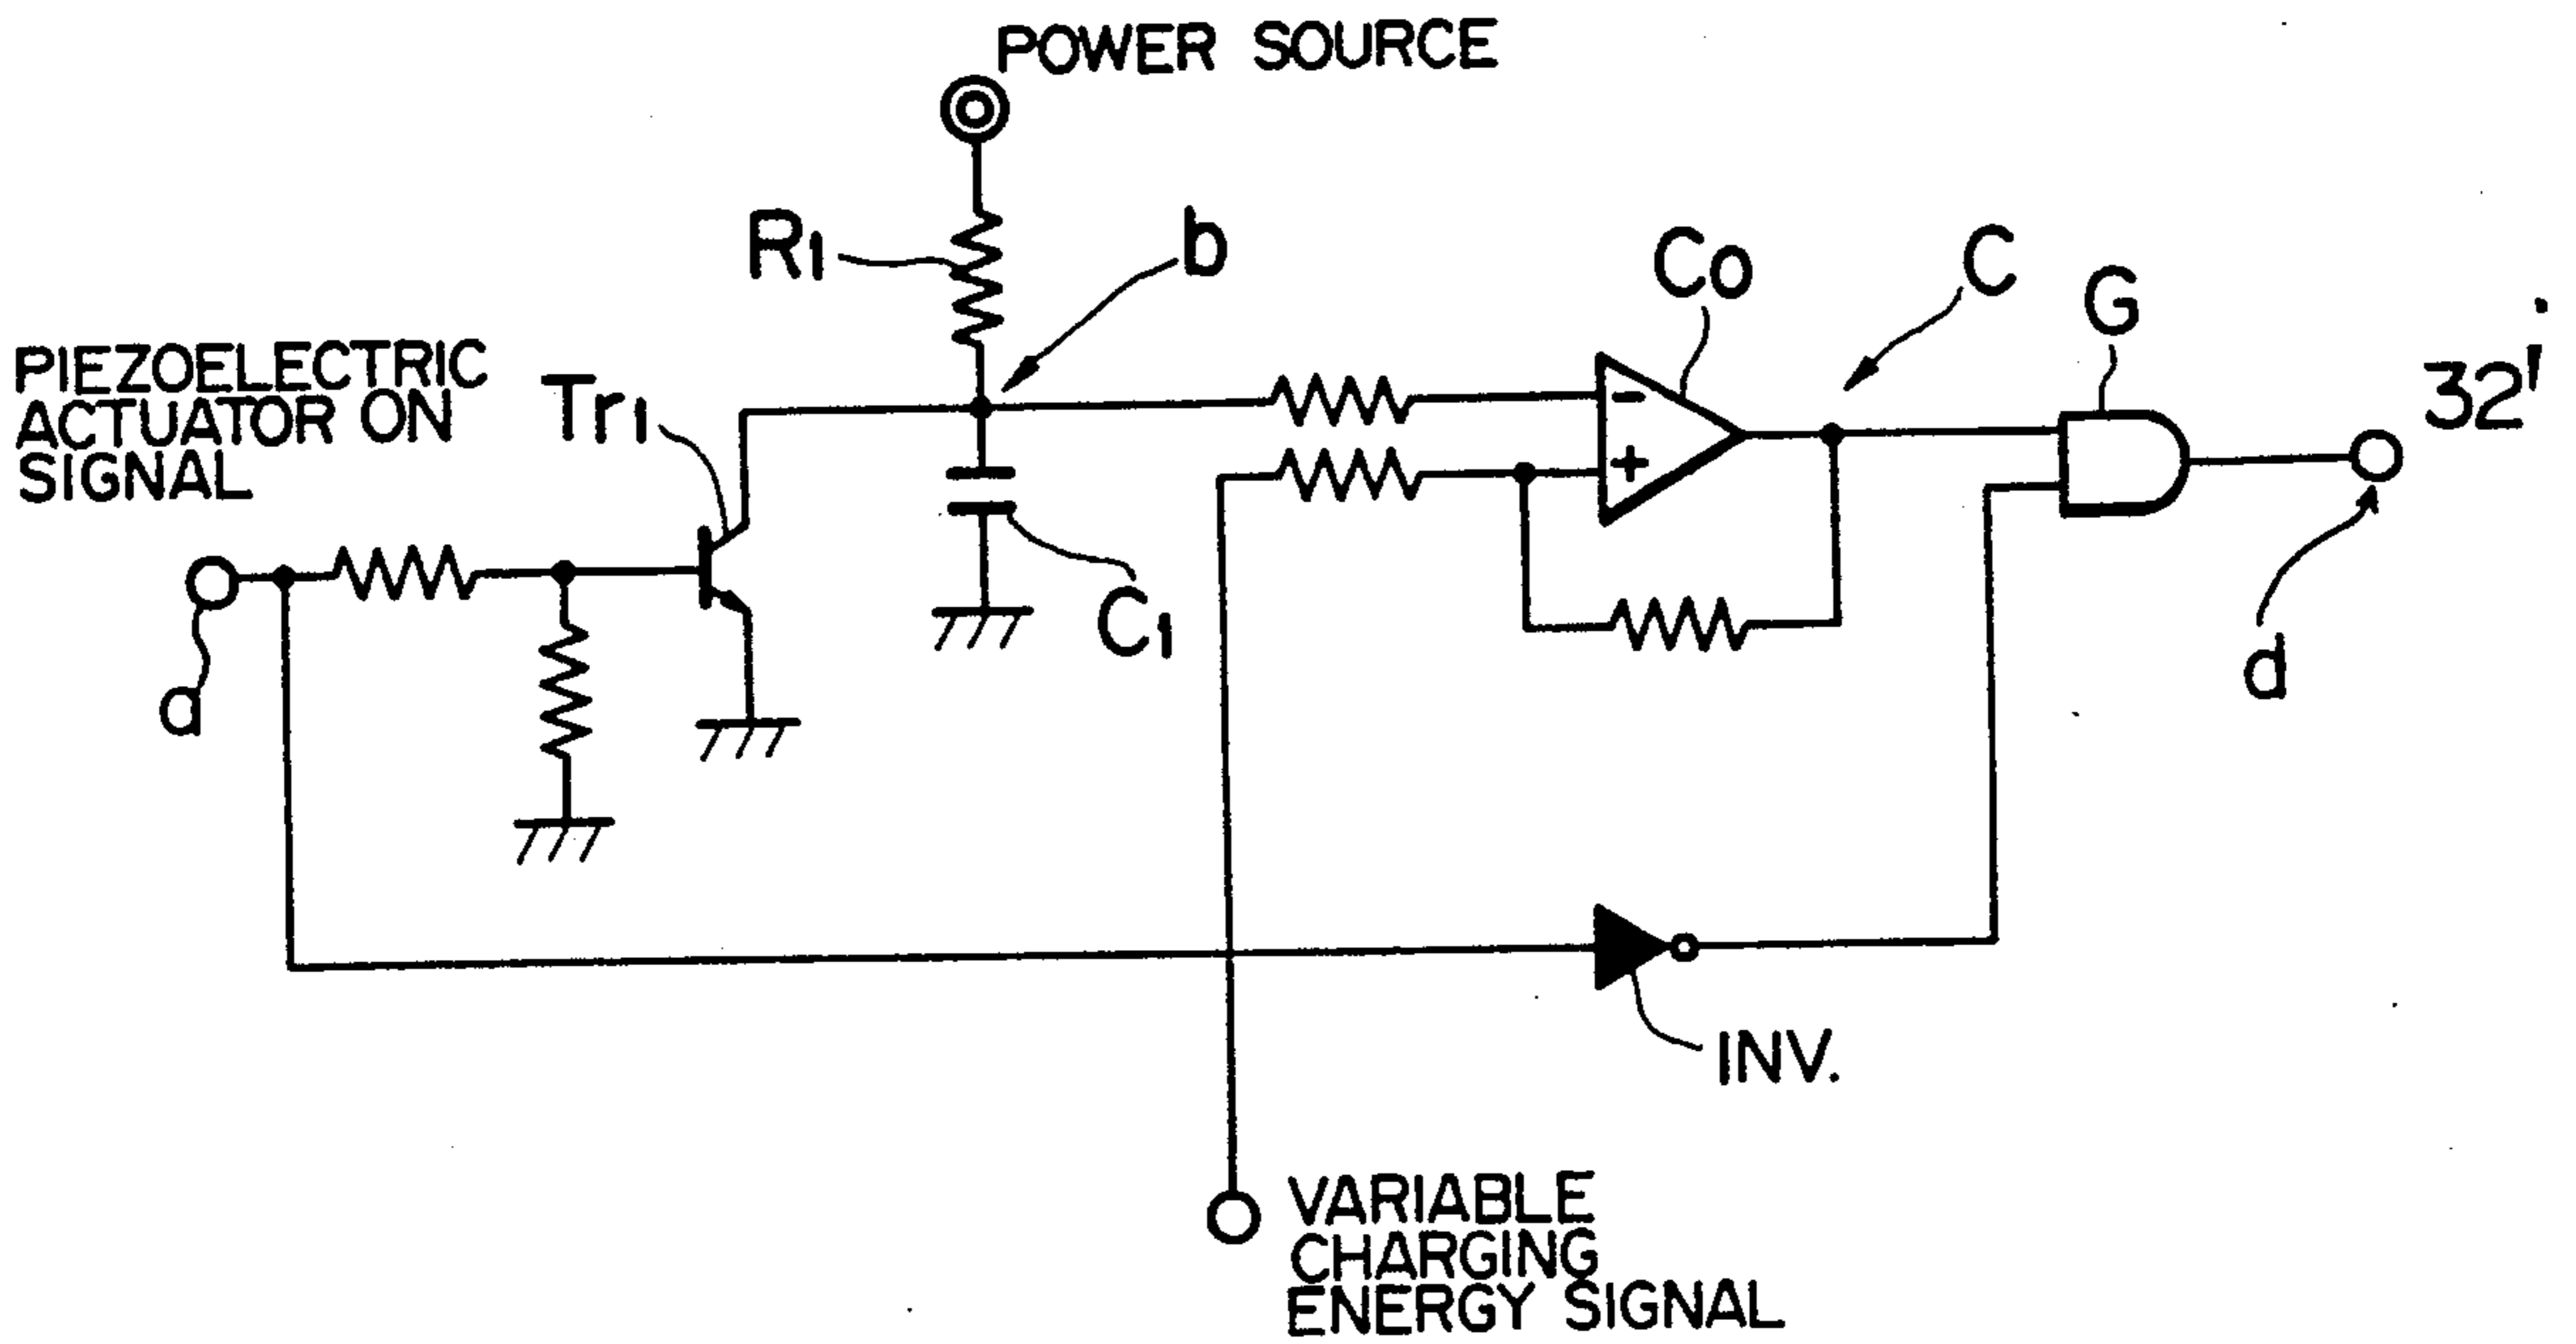 POWER SOURCE
R1
b
Co
C
G
32'
PIEZOELECTRIC
ACTUATOR ON
SIGNAL
Tr1
-
+
C1
a
d
INV.
VARIABLE
CHARGING
ENERGY SIGNAL